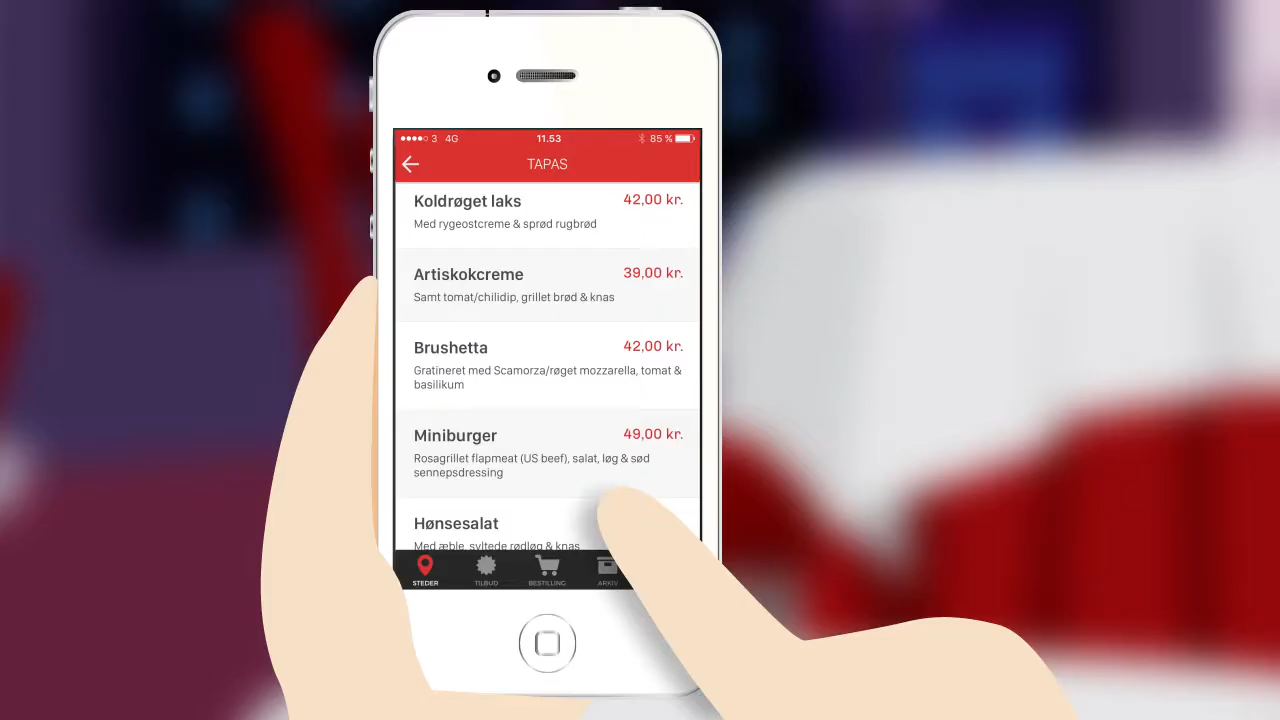 3 4G 11.53 85 %
TAPAS
Koldrøget laks 42,00 kr.
Med rygeostcreme & sprød rugbrød
Artiskokcreme 39,00 kr.
Samt tomat/chilidip, grillet brød & knas
Brushetta 42,00 kr.
Gratineret med Scamorza/røget mozzarella, tomat &
basilikum
Miniburger 49,00 kr.
Rosagrillet flapmeat (US beef), salat, løg & sød
sennepsdressing
Hønsesalat
Med æble, syltede rødløg & knas
STEDER TILBUD BESTILLING ARKIV